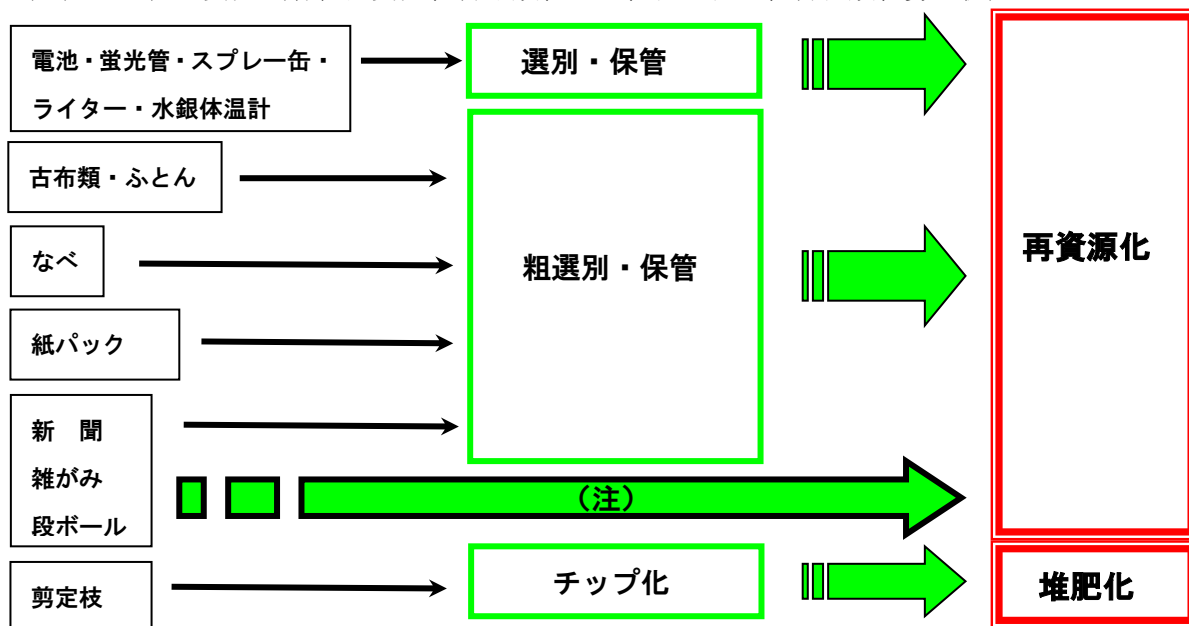 電池・蛍光管・スプレー缶・
ライター・水銀体温計
選別・保管
古布類・ふとん
なべ
粗選別・保管
再資源化
紙パック
新　聞
雑がみ
段ボール
（注）
剪定枝
チップ化
堆肥化